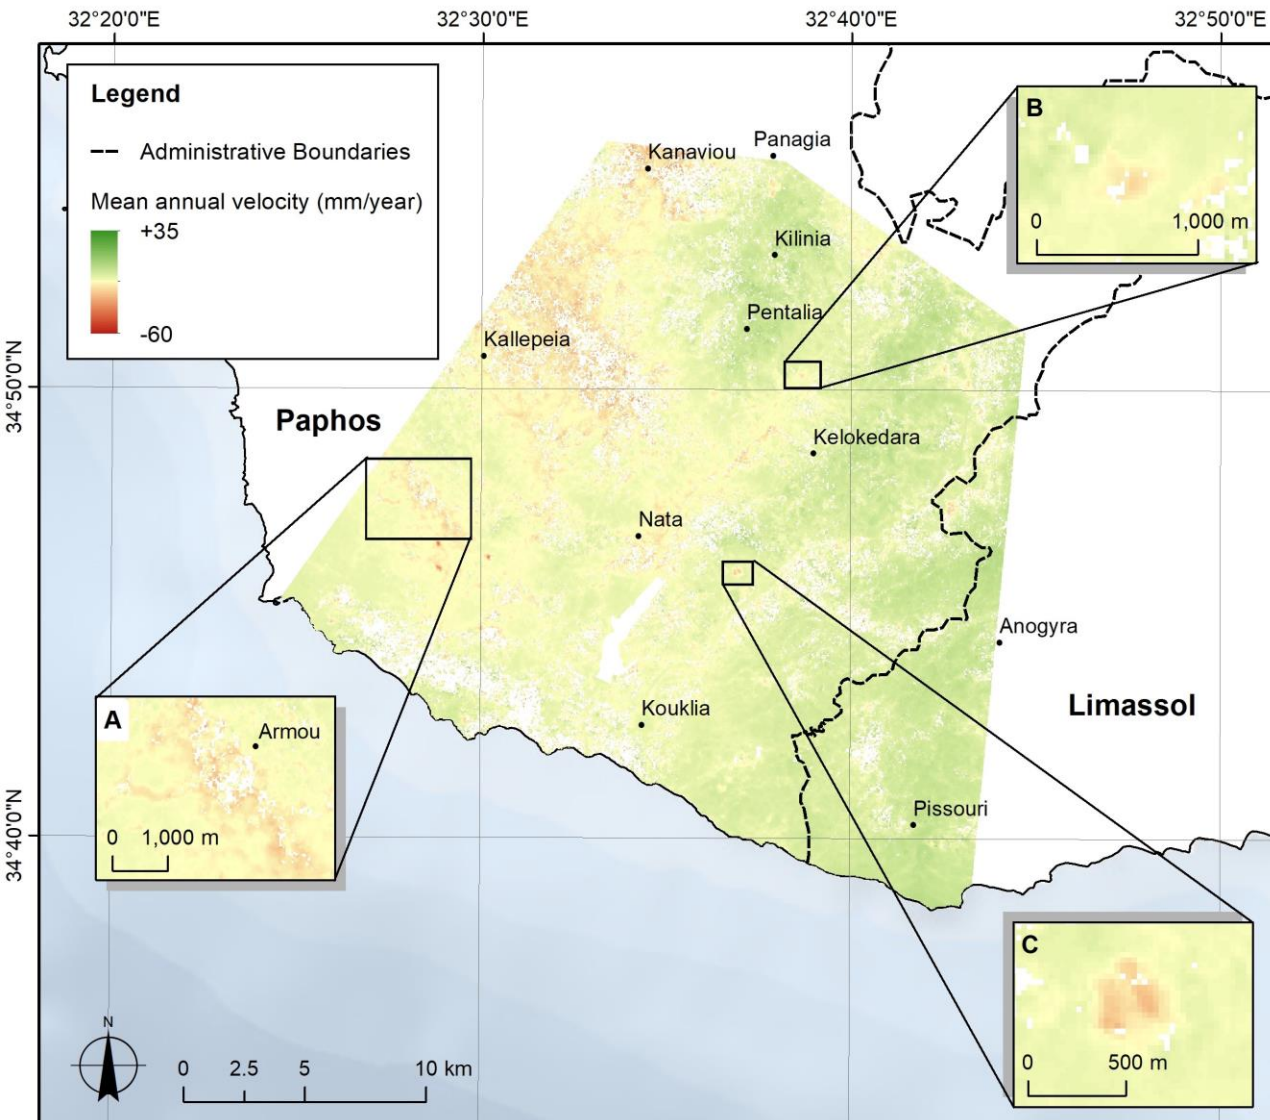 32°20'0"E
32°30'0"E
32°40'0"E
32°50'0"E
Legend
Administrative Boundaries
Mean annual velocity (mm/year)
+35
-60
Kanaviou
Panagia
Kilinia
Pentalia
Kallepeia
B
0 1,000 m
34°50'0"N
Paphos
Kelokedara
Nata
Anogyra
Limassol
Kouklia
Pissouri
A
Armou
0 1,000 m
34°40'0"N
C
0 500 m
N
0 2.5 5 10 km